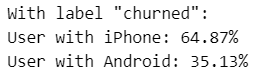 With label "churned":
User with iPhone: 64.87%
User with Android: 35.13%